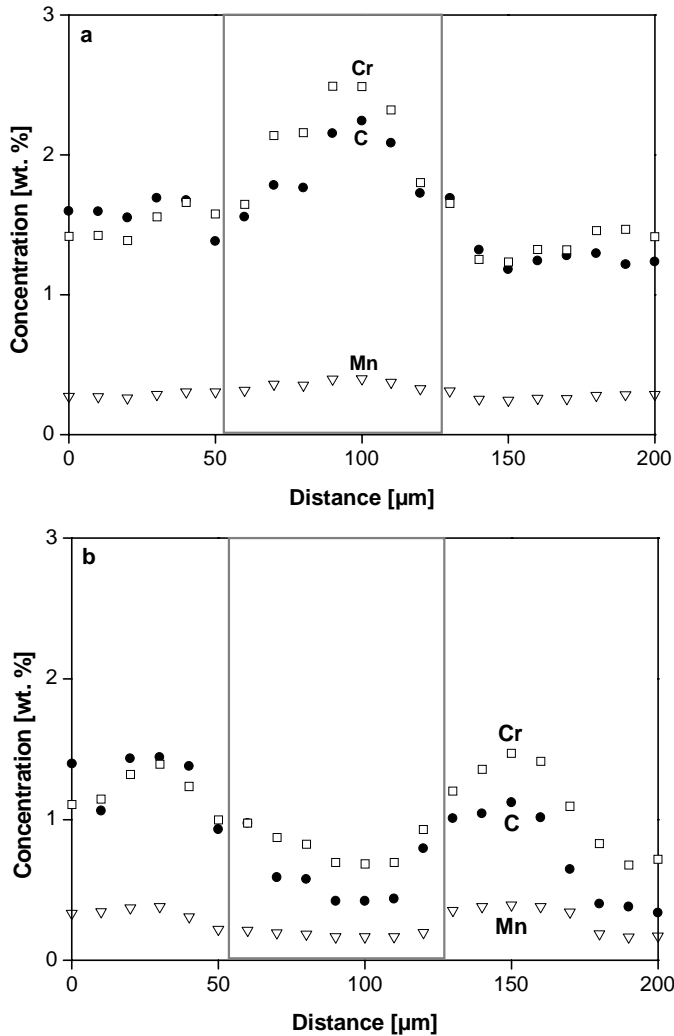 3
a
Cr
C
2
1
Mn
0
0 50 100 150 200
Concentration [wt. %]
Distance [µm]
3
b
2
Cr
C
1
Mn
0
0 50 100 150 200
Concentration [wt. %]
Distance [µm]